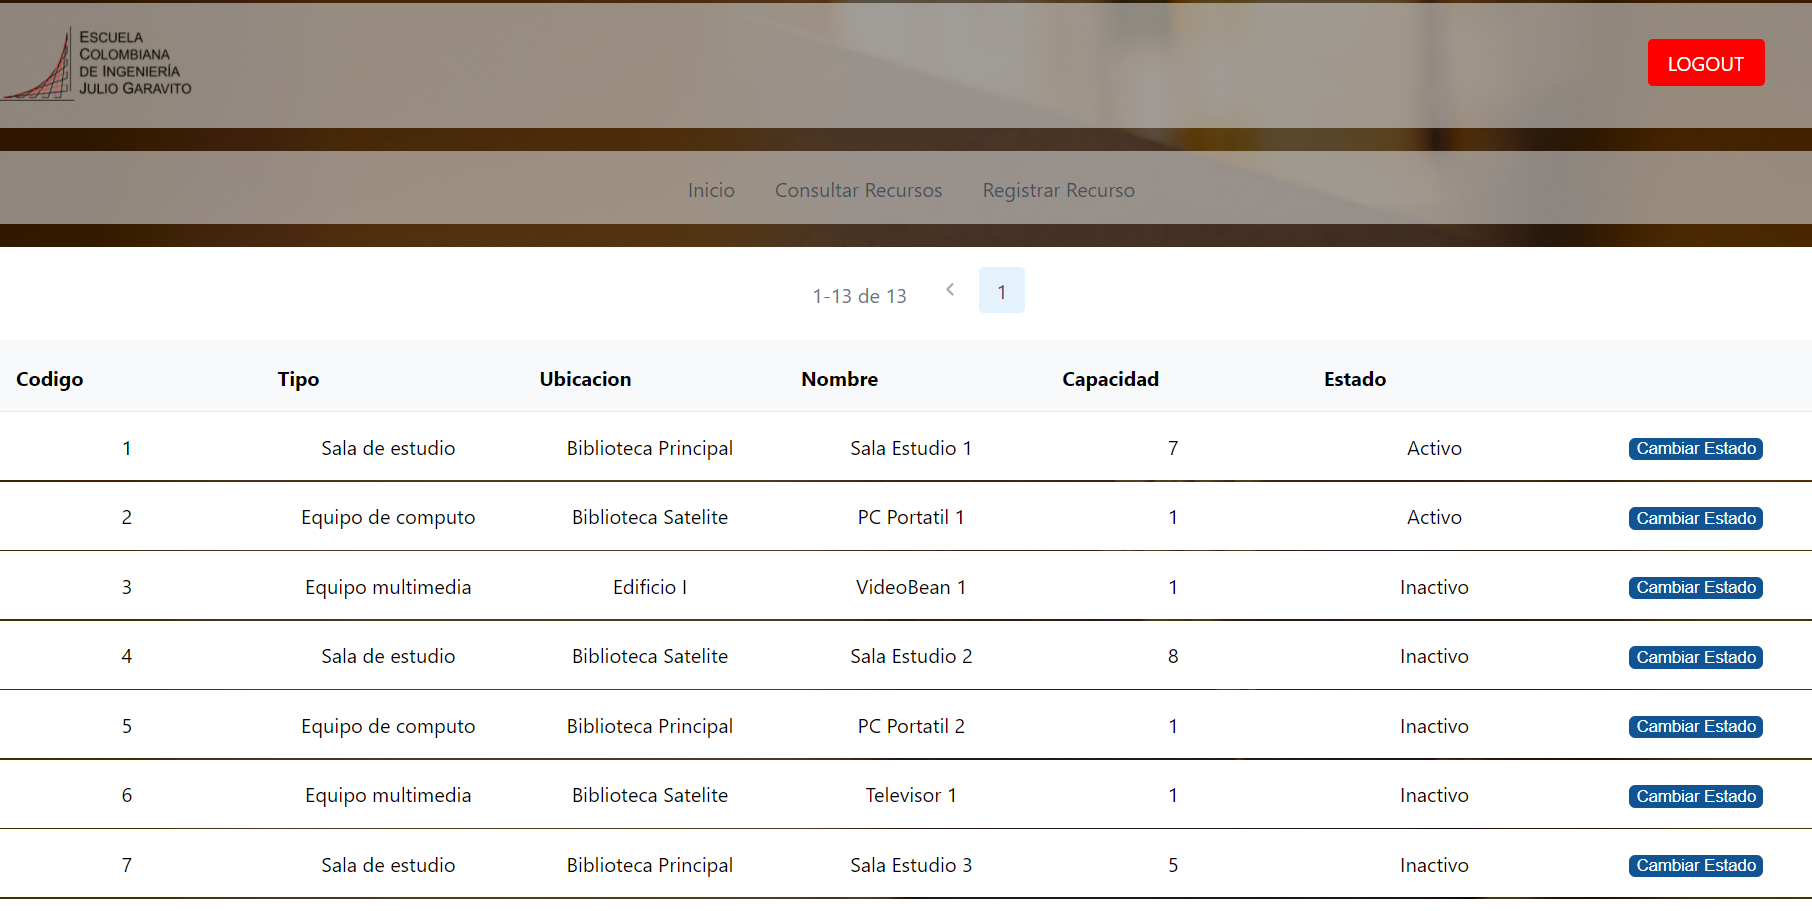 ESCUELA
COLOMBIANA
DE INGENIERÍA
JULIO GARAVITO
LOGOUT
Inicio Consultar Recursos Registrar Recurso
1-13 de 13 1
Codigo Tipo Ubicacion Nombre Capacidad Estado
1 Sala de estudio Biblioteca Principal Sala Estudio 1 7 Activo Cambiar Estado
2 Equipo de computo Biblioteca Satelite PC Portatil 1 1 Activo Cambiar Estado
3 Equipo multimedia Edificio I VideoBean 1 1 Inactivo Cambiar Estado
4 Sala de estudio Biblioteca Satelite Sala Estudio 2 8 Inactivo Cambiar Estado
5 Equipo de computo Biblioteca Principal PC Portatil 2 1 Inactivo Cambiar Estado
6 Equipo multimedia Biblioteca Satelite Televisor 1 1 Inactivo Cambiar Estado
7 Sala de estudio Biblioteca Principal Sala Estudio 3 5 Inactivo Cambiar Estado